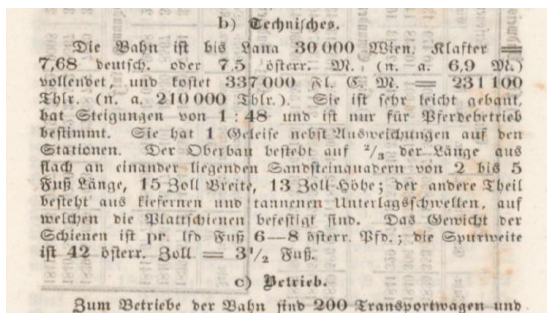 b) Technisches.
Die Bahn ist bis Lana 30 000 Wien. Klafter =
7,68 deutsch. oder 7,5 österr. M. (n. a. 6,9 M.)
vollendet, und kostet 337 000 Fl. C. M. = 231 100
Thlr. (n. a. 210 000 Thlr.). Sie ist sehr leicht gebaut,
hat Steigungen von 1 : 48 und ist nur für Pferdebetrieb
bestimmt. Sie hat 1 Geleise nebst Ausweichungen auf den
Stationen. Der Oberbau besteht auf 2/3 der Länge aus
flach an einander liegenden Sandsteinquadern von 2 bis 5
Fuß Länge, 15 Zoll Breite, 13 Zoll Höhe; der andere Theil
besteht aus kiefernen und tannenen Unterlagsschwellen, auf
welchen die Plattschienen befestigt sind. Das Gewicht der
Schienen ist pr. lfd Fuß 6—8 österr. Pfd.; die Spurweite
ist 42 österr. Zoll = 3 1/2 Fuß.
c) Betrieb.
Zum Betriebe der Bahn sind 200 Transportwagen und